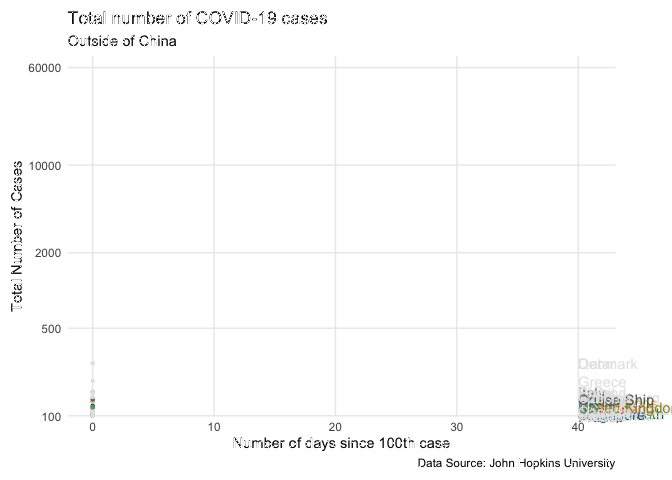 Total number of COVID-19 cases
Outside of China
60000
10000
2000
500
100
Total Number of Cases
Denmark
Greece
Cruise Ship
0
10
20
30
40
Number of days since 100th case
Data Source: John Hopkins University